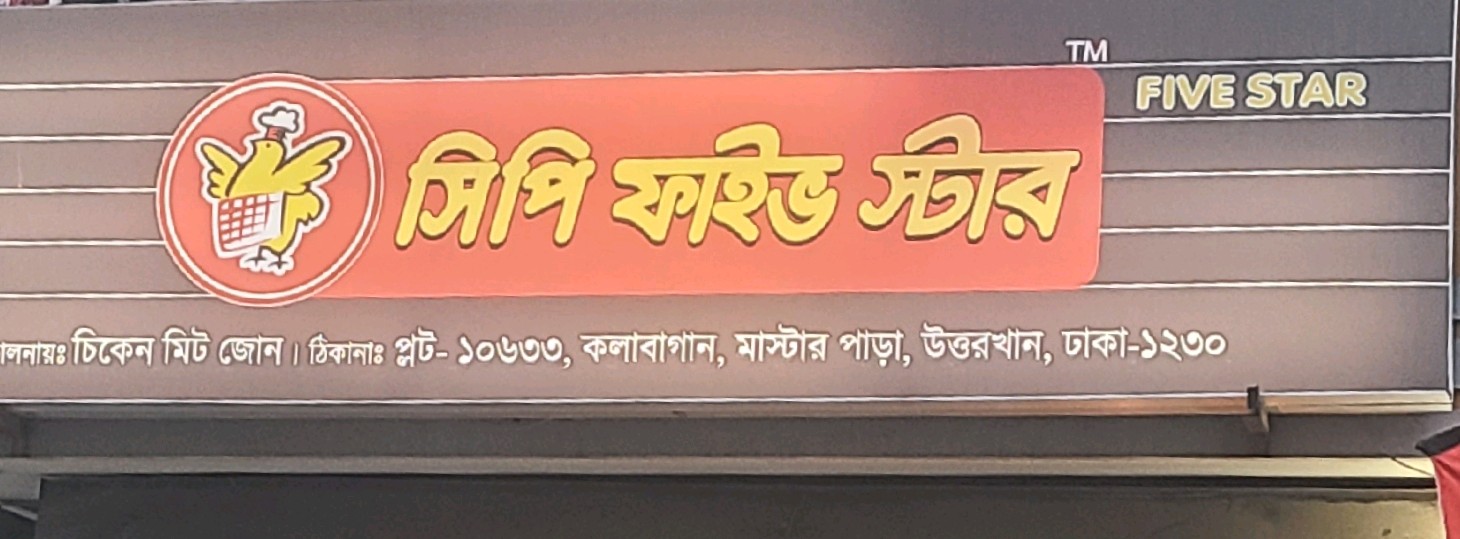 TM
FIVE STAR
সিপি ফাইভ স্টার
চিকেন মিট জোন। ঠিকানাঃ প্লট- ১০৬৩৩, কলাবাগান, মাস্টার পাড়া, উত্তরখান, ঢাকা-১২৩০